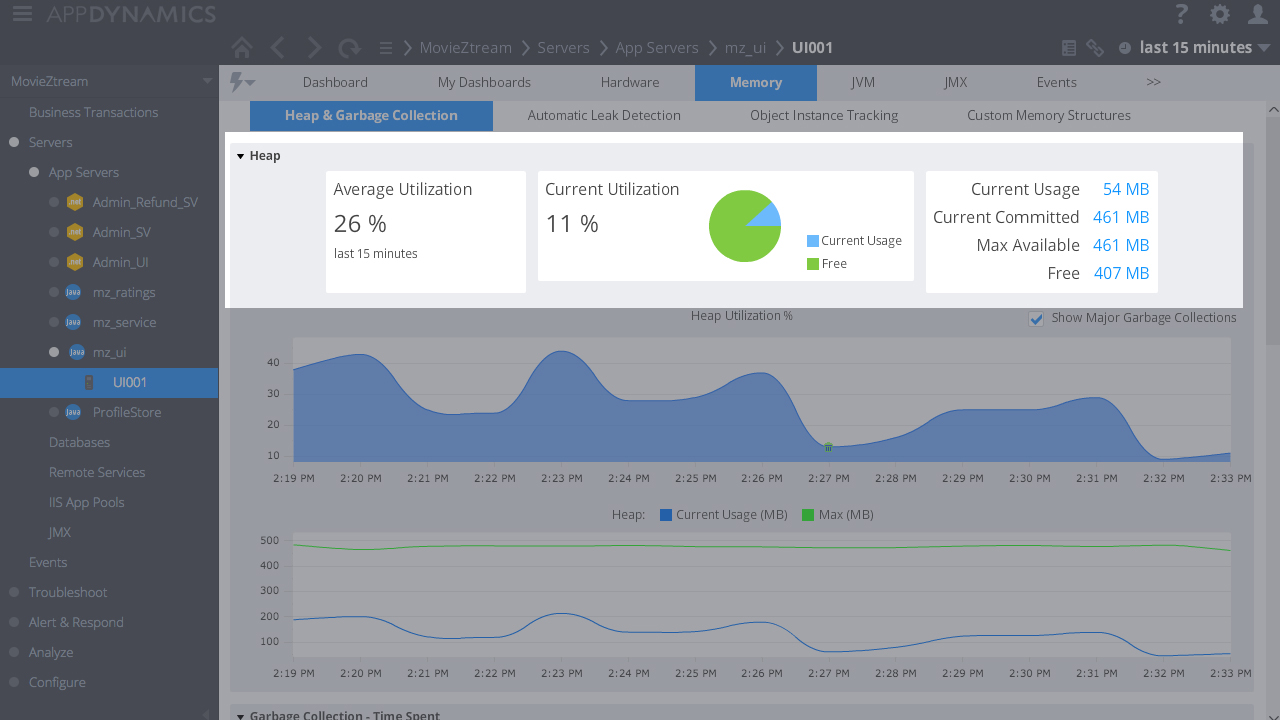 APPDYNAMICS
?
MovieZtream Servers App Servers mz_ui UI001
last 15 minutes
MovieZtream
Business Transactions
Servers
App Servers
.net Admin_Refund_SV
.net Admin_SV
.net Admin_UI
java mz_ratings
java mz_service
java mz_ui
UI001
java ProfileStore
Databases
Remote Services
IIS App Pools
JMX
Events
Troubleshoot
Alert & Respond
Analyze
Configure
Dashboard My Dashboards Hardware Memory JVM JMX Events >>
Heap & Garbage Collection Automatic Leak Detection Object Instance Tracking Custom Memory Structures
Heap
Average Utilization
26 %
last 15 minutes
Current Utilization
11 %
Current Usage
Free
Current Usage 54 MB
Current Committed 461 MB
Max Available 461 MB
Free 407 MB
Heap Utilization %
Show Major Garbage Collections
40
30
20
10
2:19 PM 2:20 PM 2:21 PM 2:22 PM 2:23 PM 2:24 PM 2:25 PM 2:26 PM 2:27 PM 2:28 PM 2:29 PM 2:30 PM 2:31 PM 2:32 PM 2:33 PM
Heap: Current Usage (MB) Max (MB)
500
400
300
200
100
2:19 PM 2:20 PM 2:21 PM 2:22 PM 2:23 PM 2:24 PM 2:25 PM 2:26 PM 2:27 PM 2:28 PM 2:29 PM 2:30 PM 2:31 PM 2:32 PM 2:33 PM
Garbage Collection - Time Spent